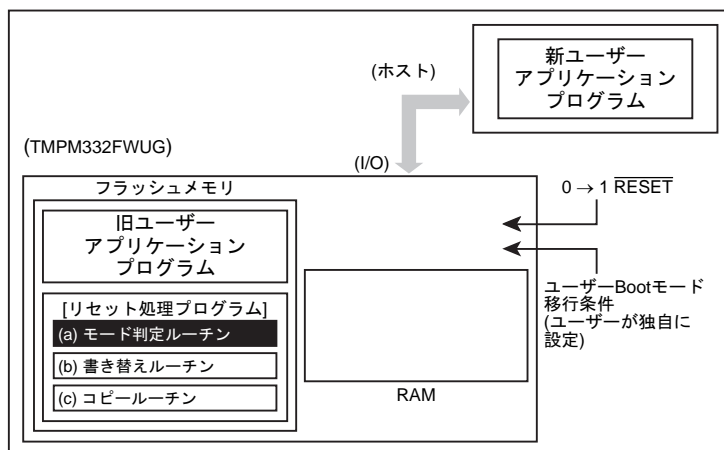 新ユーザー
アプリケーション
プログラム
(ホスト)
(TMPM332FWUG)
(I/O)
フラッシュメモリ
0 → 1 RESET
旧ユーザー
アプリケーション
プログラム
ユーザーBootモード
移行条件
(ユーザーが独自に
設定)
[リセット処理プログラム]
(a) モード判定ルーチン
(b) 書き替えルーチン
(c) コピールーチン
RAM